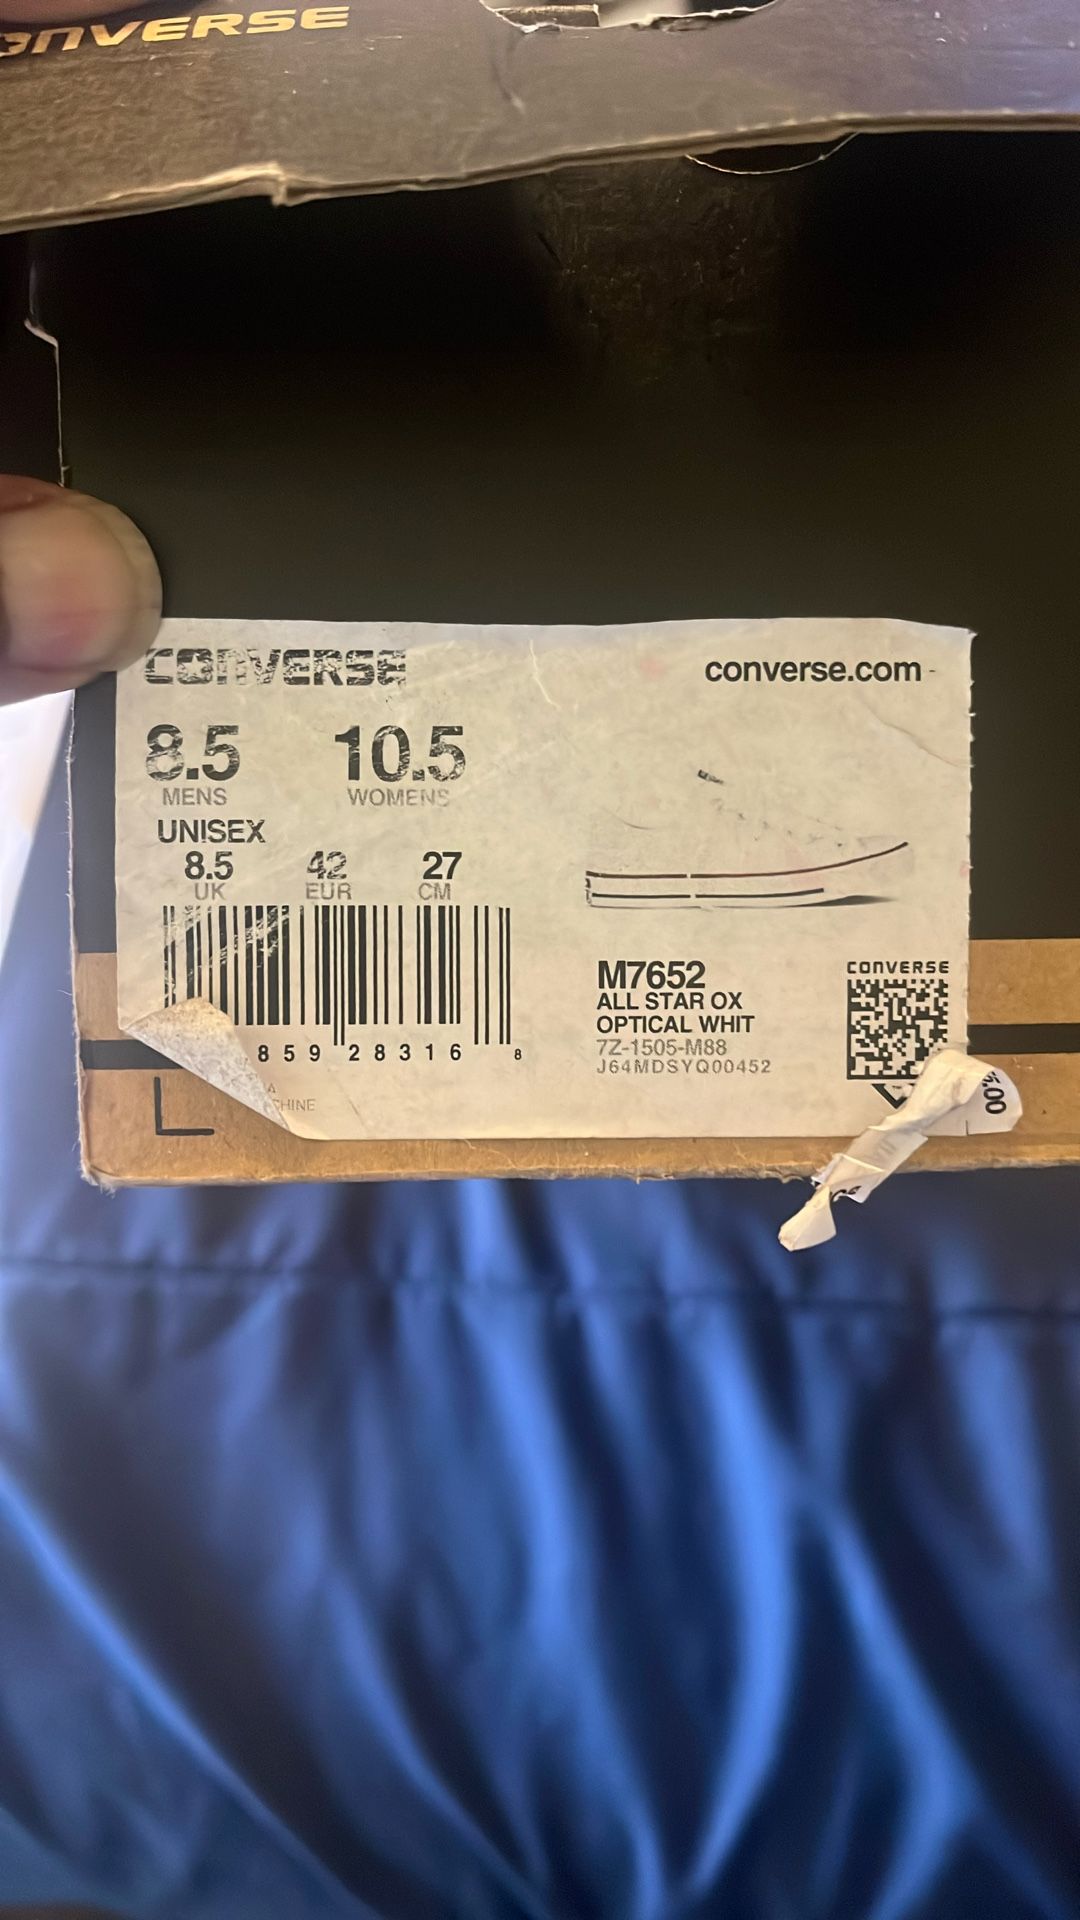 CONVERSE
CONVERSE
converse.com
8.5 10.5
MENS WOMENS
UNISEX
8.5 42 27
UK EUR CM
859 28316 8
M7652
ALL STAR OX
OPTICAL WHIT
7Z-1505-M88
J64MDSYQ00452
CONVERSE